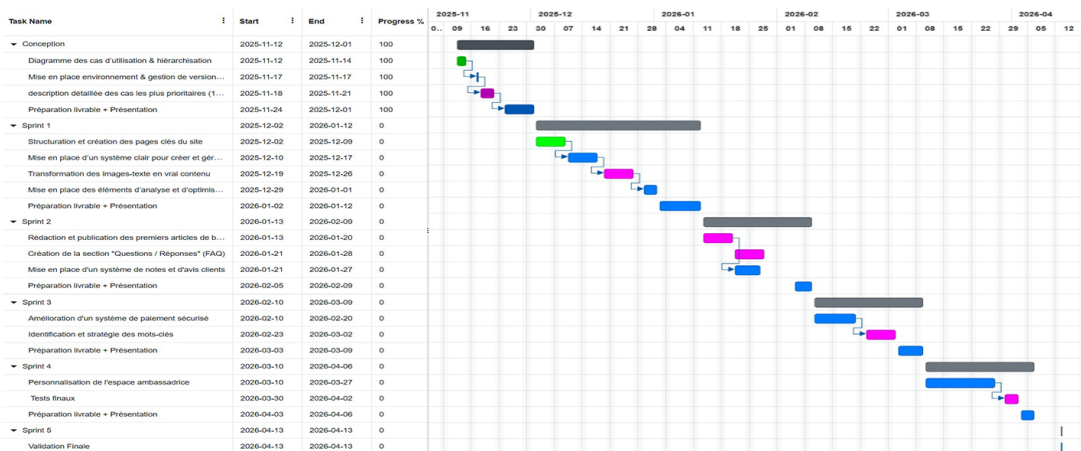 Task Name Start End Progress % 2025-11 2025-12 2026-01 2026-02 2026-03 2026-04
0.. 09 16 23 30 07 14 21 28 04 11 18 25 01 08 15 22 01 08 15 22 29 05 12
Conception 2025-11-12 2025-12-01 100
Diagramme des cas d'utilisation & hiérarchisation 2025-11-12 2025-11-14 100
Mise en place environnement & gestion de version... 2025-11-17 2025-11-17 100
description détaillée des cas les plus prioritaires (1... 2025-11-18 2025-11-21 100
Préparation livrable + Présentation 2025-11-24 2025-12-01 100
Sprint 1 2025-12-02 2026-01-12 0
Structuration et création des pages clés du site 2025-12-02 2025-12-09 0
Mise en place d'un système clair pour créer et gér... 2025-12-10 2025-12-17 0
Transformation des images-texte en vrai contenu 2025-12-19 2025-12-26 0
Mise en place des éléments d'analyse et d'optimis... 2025-12-29 2026-01-01 0
Préparation livrable + Présentation 2026-01-02 2026-01-12 0
Sprint 2 2026-01-13 2026-02-09 0
Rédaction et publication des premiers articles de b... 2026-01-13 2026-01-20 0
Création de la section "Questions / Réponses" (FAQ) 2026-01-21 2026-01-28 0
Mise en place d'un système de notes et d'avis clients 2026-01-21 2026-01-27 0
Préparation livrable + Présentation 2026-02-05 2026-02-09 0
Sprint 3 2026-02-10 2026-03-09 0
Amélioration d'un système de paiement sécurisé 2026-02-10 2026-02-20 0
Identification et stratégie des mots-clés 2026-02-23 2026-03-02 0
Préparation livrable + Présentation 2026-03-03 2026-03-09 0
Sprint 4 2026-03-10 2026-04-06 0
Personnalisation de l'espace ambassadrice 2026-03-10 2026-03-27 0
Tests finaux 2026-03-30 2026-04-02 0
Préparation livrable + Présentation 2026-04-03 2026-04-06 0
Sprint 5 2026-04-13 2026-04-13 0
Validation Finale 2026-04-13 2026-04-13 0